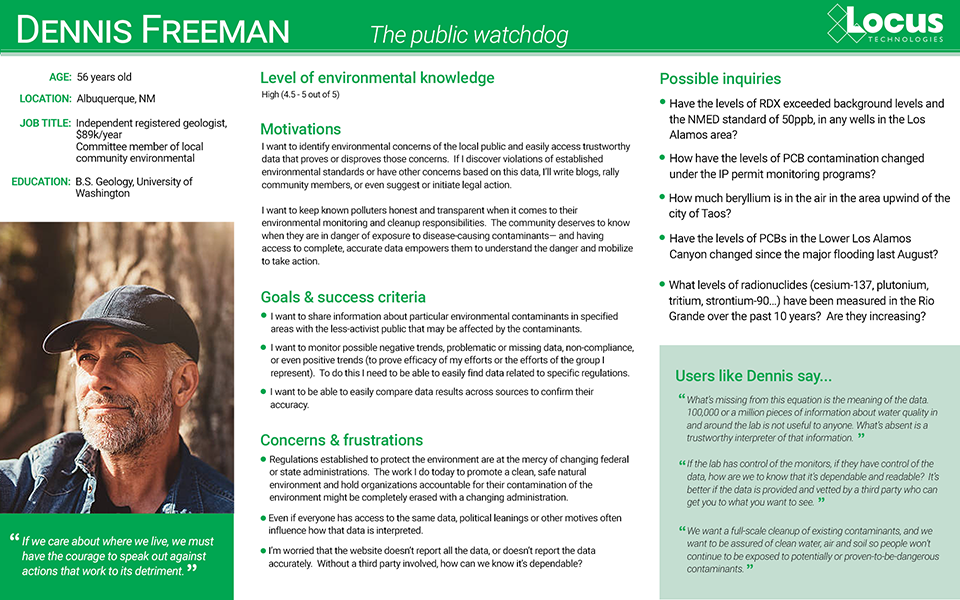 DENNIS FREEMAN
The public watchdog
Locus
TECHNOLOGIES
AGE: 56 years old
LOCATION: Albuquerque, NM
JOB TITLE: Independent registered geologist,
$89k/year
Committee member of local
community environmental
EDUCATION: B.S. Geology, University of
Washington
“ If we care about where we live, we must
have the courage to speak out against
actions that work to its detriment. ”
Level of environmental knowledge
High (4.5 - 5 out of 5)
Motivations
I want to identify environmental concerns of the local public and easily access trustworthy
data that proves or disproves those concerns. If I discover violations of established
environmental standards or have other concerns based on this data, I'll write blogs, rally
community members, or even suggest or initiate legal action.
I want to keep known polluters honest and transparent when it comes to their
environmental monitoring and cleanup responsibilities. The community deserves to know
when they are in danger of exposure to disease-causing contaminants— and having
access to complete, accurate data empowers them to understand the danger and mobilize
to take action.
Goals & success criteria
• I want to share information about particular environmental contaminants in specified
areas with the less-activist public that may be affected by the contaminants.
• I want to monitor possible negative trends, problematic or missing data, non-compliance,
or even positive trends (to prove efficacy of my efforts or the efforts of the group I
represent). To do this I need to be able to easily find data related to specific regulations.
• I want to be able to easily compare data results across sources to confirm their
accuracy.
Concerns & frustrations
• Regulations established to protect the environment are at the mercy of changing federal
or state administrations. The work I do today to promote a clean, safe natural
environment and hold organizations accountable for their contamination of the
environment might be completely erased with a changing administration.
• Even if everyone has access to the same data, political leanings or other motives often
influence how that data is interpreted.
• I'm worried that the website doesn't report all the data, or doesn't report the data
accurately. Without a third party involved, how can we know it's dependable?
Possible inquiries
• Have the levels of RDX exceeded background levels and
the NMED standard of 50ppb, in any wells in the Los
Alamos area?
• How have the levels of PCB contamination changed
under the IP permit monitoring programs?
• How much beryllium is in the air in the area upwind of the
city of Taos?
• Have the levels of PCBs in the Lower Los Alamos
Canyon changed since the major flooding last August?
• What levels of radionuclides (cesium-137, plutonium,
tritium, strontium-90...) have been measured in the Rio
Grande over the past 10 years? Are they increasing?
Users like Dennis say...
“ What's missing from this equation is the meaning of the data.
100,000 or a million pieces of information about water quality in
and around the lab is not useful to anyone. What's absent is a
trustworthy interpreter of that information. ”
“ If the lab has control of the monitors, if they have control of the
data, how are we to know that it's dependable and readable? It's
better if the data is provided and vetted by a third party who can
get you to what you want to see. ”
“ We want a full-scale cleanup of existing contaminants, and we
want to be assured of clean water, air and soil so people won't
continue to be exposed to potentially or proven-to-be-dangerous
contaminants. ”